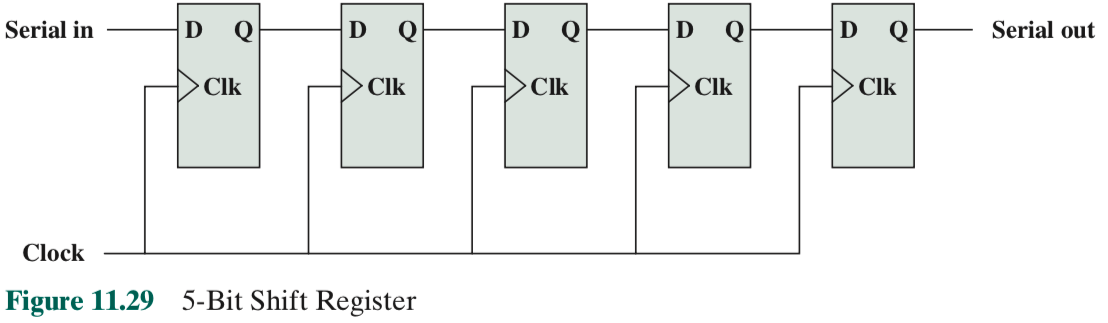 Serial in D Q D Q D Q D Q D Q Serial out
Clk Clk Clk Clk Clk
Clock
Figure 11.29 5-Bit Shift Register